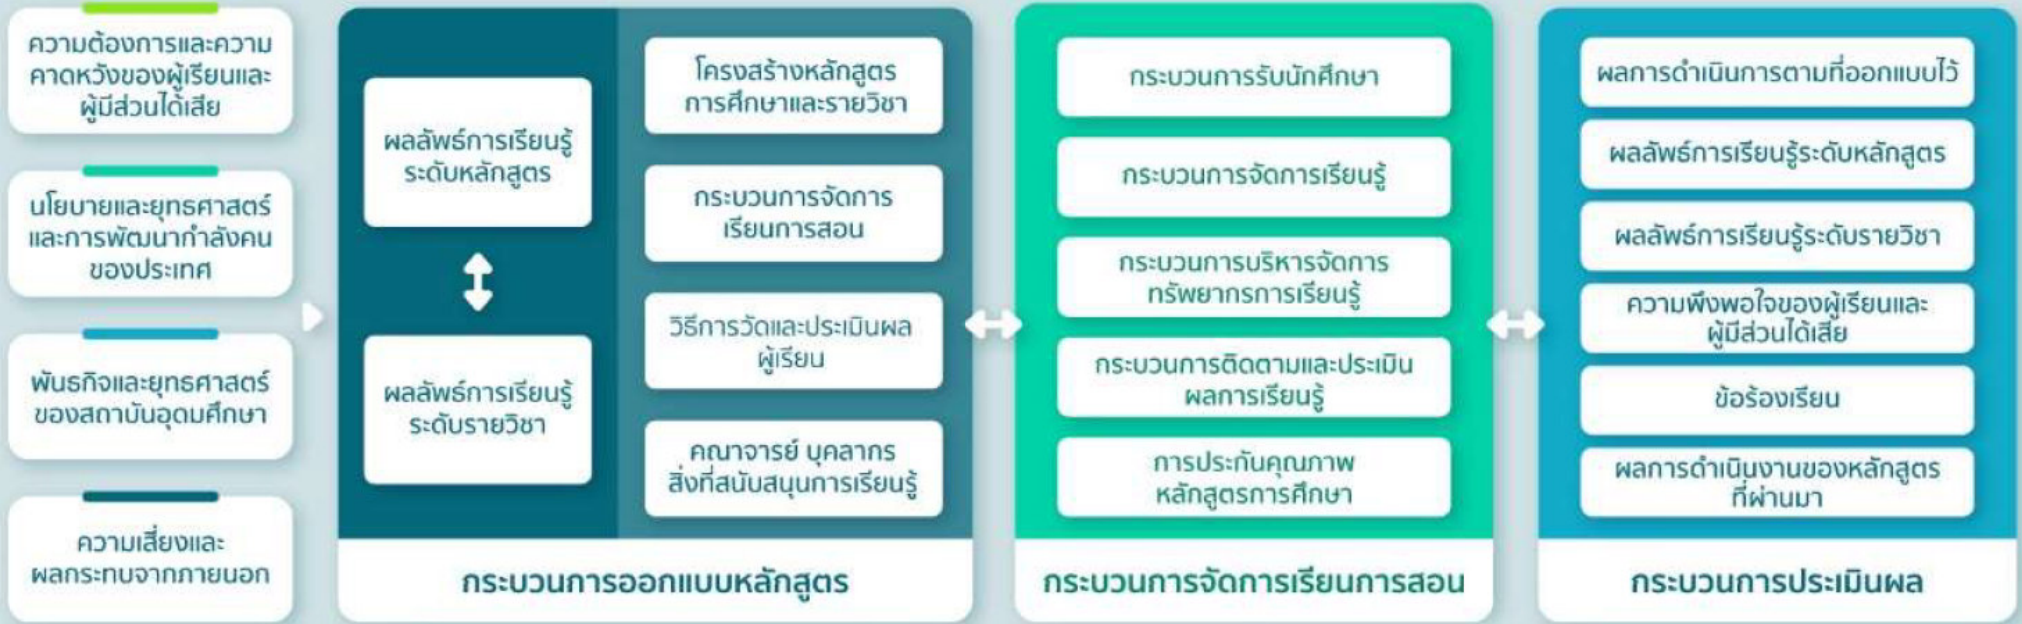 ความต้องการและความ
คาดหวังของผู้เรียนและ
ผู้มีส่วนได้เสีย
นโยบายและยุทธศาสตร์
และการพัฒนากำลังคน
ของประเทศ
พันธกิจและยุทธศาสตร์
ของสถาบันอุดมศึกษา
ความเสี่ยงและ
ผลกระทบจากภายนอก
ผลลัพธ์การเรียนรู้
ระดับหลักสูตร
ผลลัพธ์การเรียนรู้
ระดับรายวิชา
โครงสร้างหลักสูตร
การศึกษาและรายวิชา
กระบวนการจัดการ
เรียนการสอน
วิธีการวัดและประเมินผล
ผู้เรียน
คณาจารย์ บุคลากร
สิ่งที่สนับสนุนการเรียนรู้
กระบวนการออกแบบหลักสูตร
กระบวนการรับนักศึกษา
กระบวนการจัดการเรียนรู้
กระบวนการบริหารจัดการ
ทรัพยากรการเรียนรู้
กระบวนการติดตามและประเมิน
ผลการเรียนรู้
การประกันคุณภาพ
หลักสูตรการศึกษา
กระบวนการจัดการเรียนการสอน
ผลการดำเนินการตามที่ออกแบบไว้
ผลลัพธ์การเรียนรู้ระดับหลักสูตร
ผลลัพธ์การเรียนรู้ระดับรายวิชา
ความพึงพอใจของผู้เรียนและ
ผู้มีส่วนได้เสีย
ข้อร้องเรียน
ผลการดำเนินงานของหลักสูตร
ที่ผ่านมา
กระบวนการประเมินผล